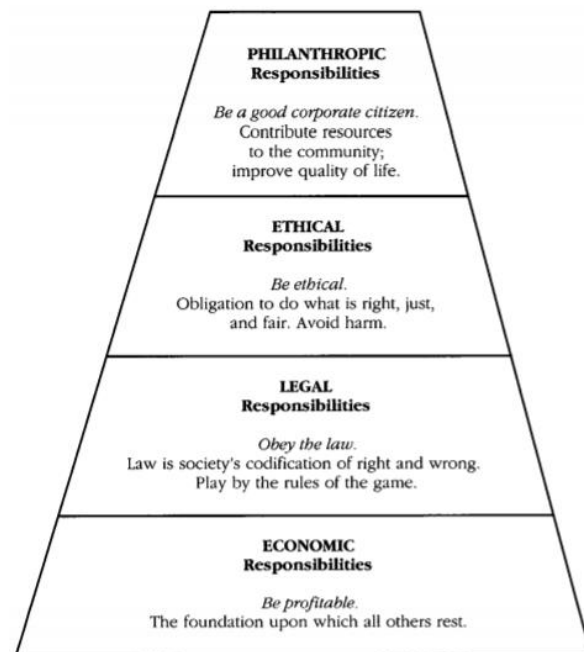 PHILANTHROPIC
Responsibilities
Be a good corporate citizen.
Contribute resources
to the community;
improve quality of life.
ETHICAL
Responsibilities
Be ethical.
Obligation to do what is right, just,
and fair. Avoid harm.
LEGAL
Responsibilities
Obey the law.
Law is society's codification of right and wrong.
Play by the rules of the game.
ECONOMIC
Responsibilities
Be profitable.
The foundation upon which all others rest.